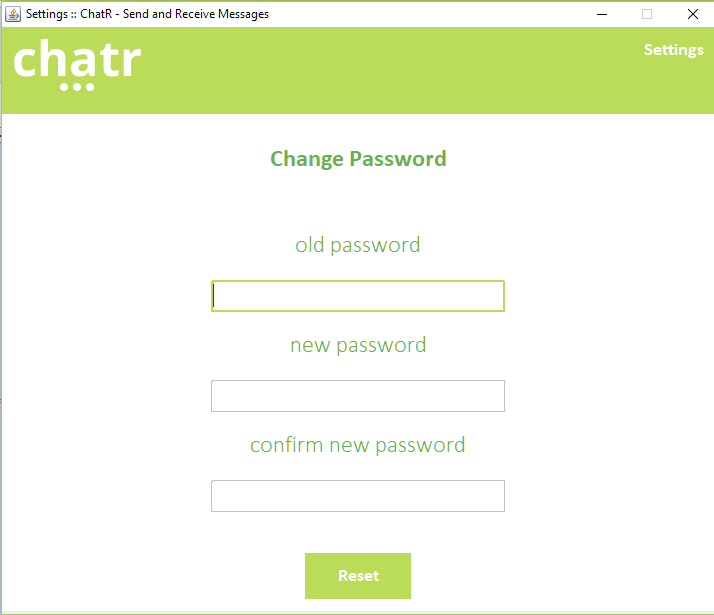 Settings :: ChatR - Send and Receive Messages
chatr
Settings
Change Password
old password
new password
confirm new password
Reset